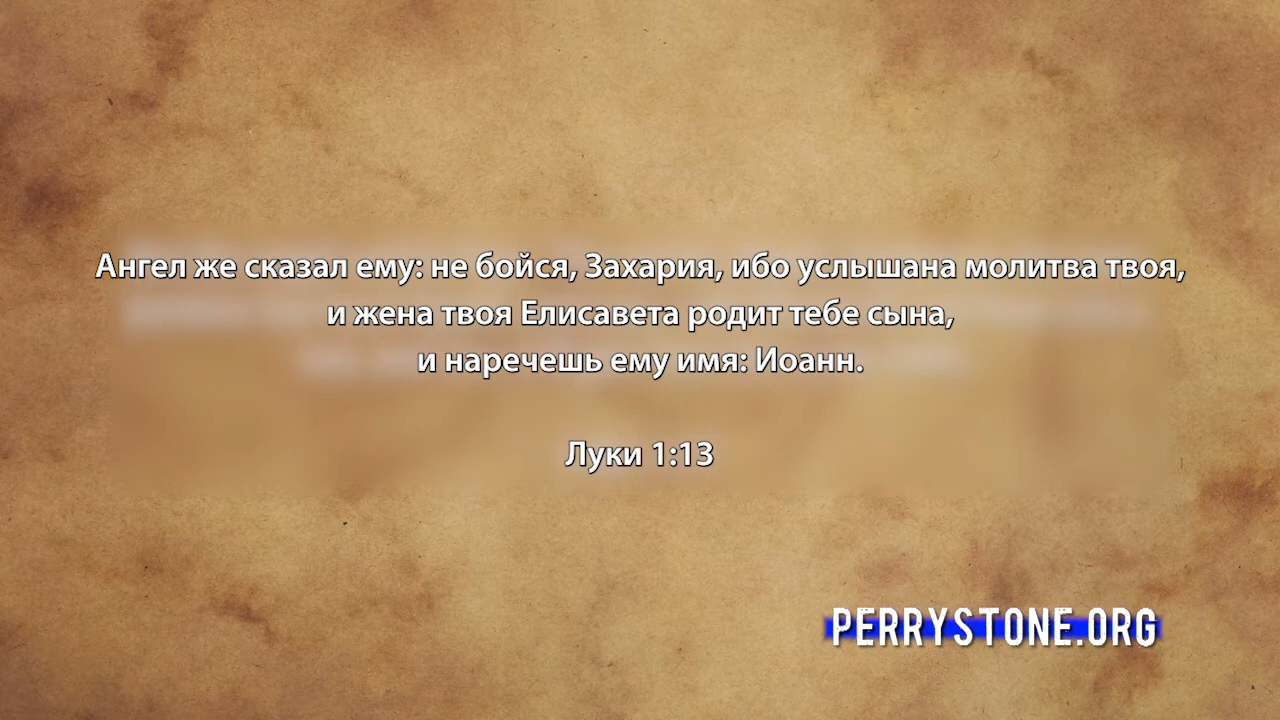 Ангел же сказал ему: не бойся, Захария, ибо услышана молитва твоя,
и жена твоя Елисавета родит тебе сына,
и наречешь ему имя: Иоанн.
Луки 1:13
PERRYSTONE.ORG